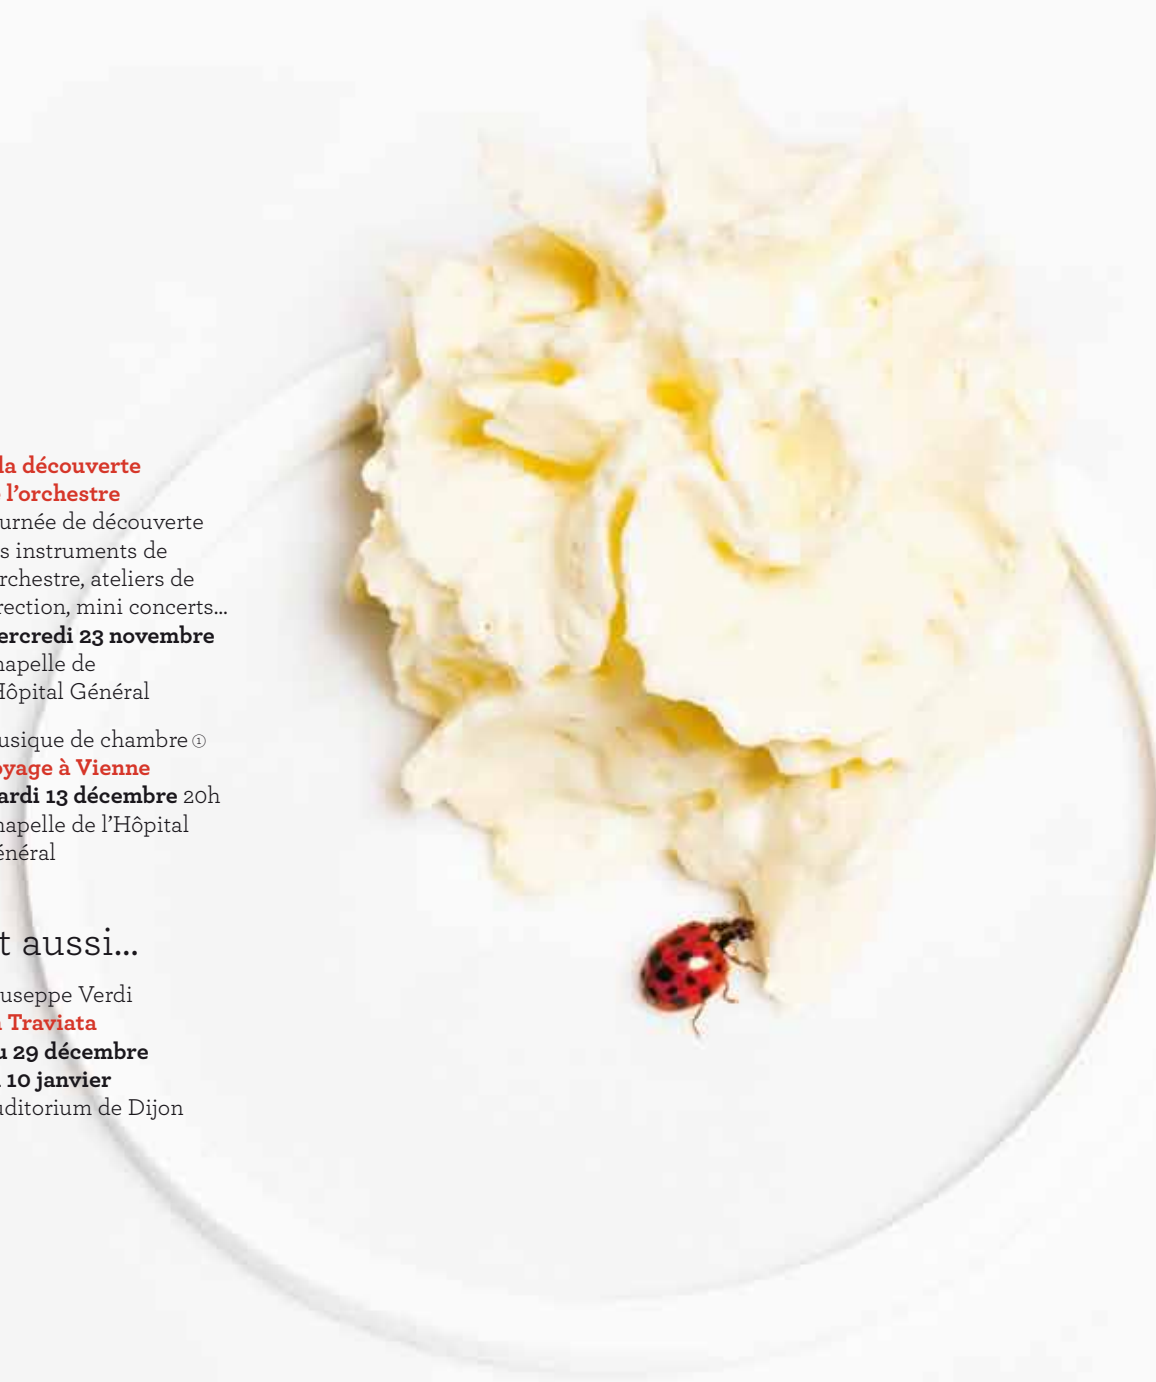 la découverte
l’orchestre
urnée de découverte
s instruments de
rchestre, ateliers de
rection, mini concerts...
ercredi 23 novembre
hapelle de
Hôpital Général
usique de chambre ①
oyage à Vienne
ardi 13 décembre 20h
hapelle de l’Hôpital
énéral
t aussi...
useppe Verdi
Traviata
u 29 décembre
10 janvier
uditorium de Dijon